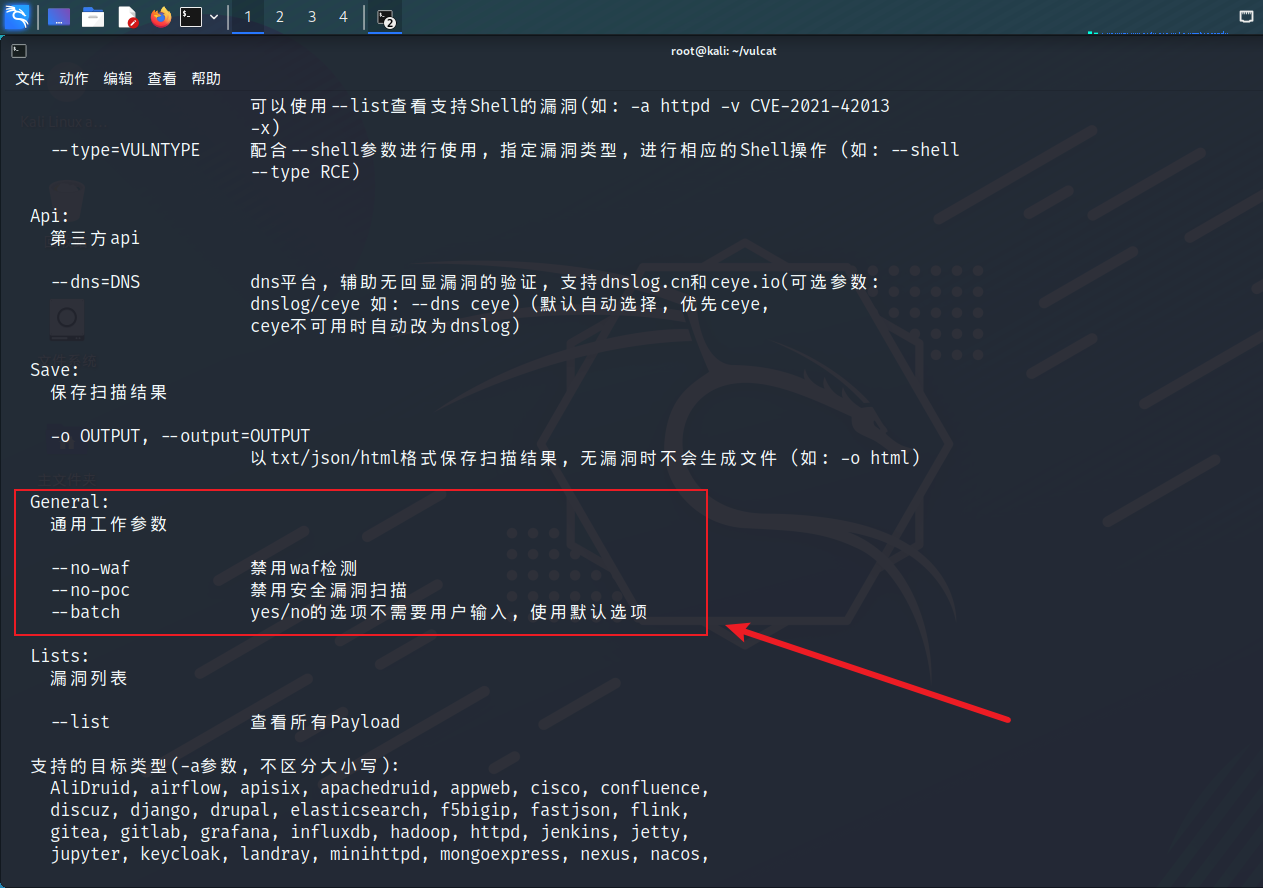 1 2 3 4 2
root@kali: ~/vulcat
文件 动作 编辑 查看 帮助
可以使用--list查看支持Shell的漏洞(如: -a httpd -v CVE-2021-42013
-x)
--type=VULNTYPE 配合--shell参数进行使用, 指定漏洞类型, 进行相应的Shell操作 (如: --shell
--type RCE)
Api:
第三方api
--dns=DNS dns平台, 辅助无回显漏洞的验证, 支持dnslog.cn和ceye.io(可选参数:
dnslog/ceye 如: --dns ceye) (默认自动选择, 优先ceye,
ceye不可用时自动改为dnslog)
Save:
保存扫描结果
-o OUTPUT, --output=OUTPUT
以txt/json/html格式保存扫描结果, 无漏洞时不会生成文件 (如: -o html)
General:
通用工作参数
--no-waf 禁用waf检测
--no-poc 禁用安全漏洞扫描
--batch yes/no的选项不需要用户输入, 使用默认选项
Lists:
漏洞列表
--list 查看所有Payload
支持的目标类型(-a参数, 不区分大小写):
AliDruid, airflow, apisix, apachedruid, appweb, cisco, confluence,
discuz, django, drupal, elasticsearch, f5bigip, fastjson, flink,
gitea, gitlab, grafana, influxdb, hadoop, httpd, jenkins, jetty,
jupyter, keycloak, landray, minihttpd, mongoexpress, nexus, nacos,